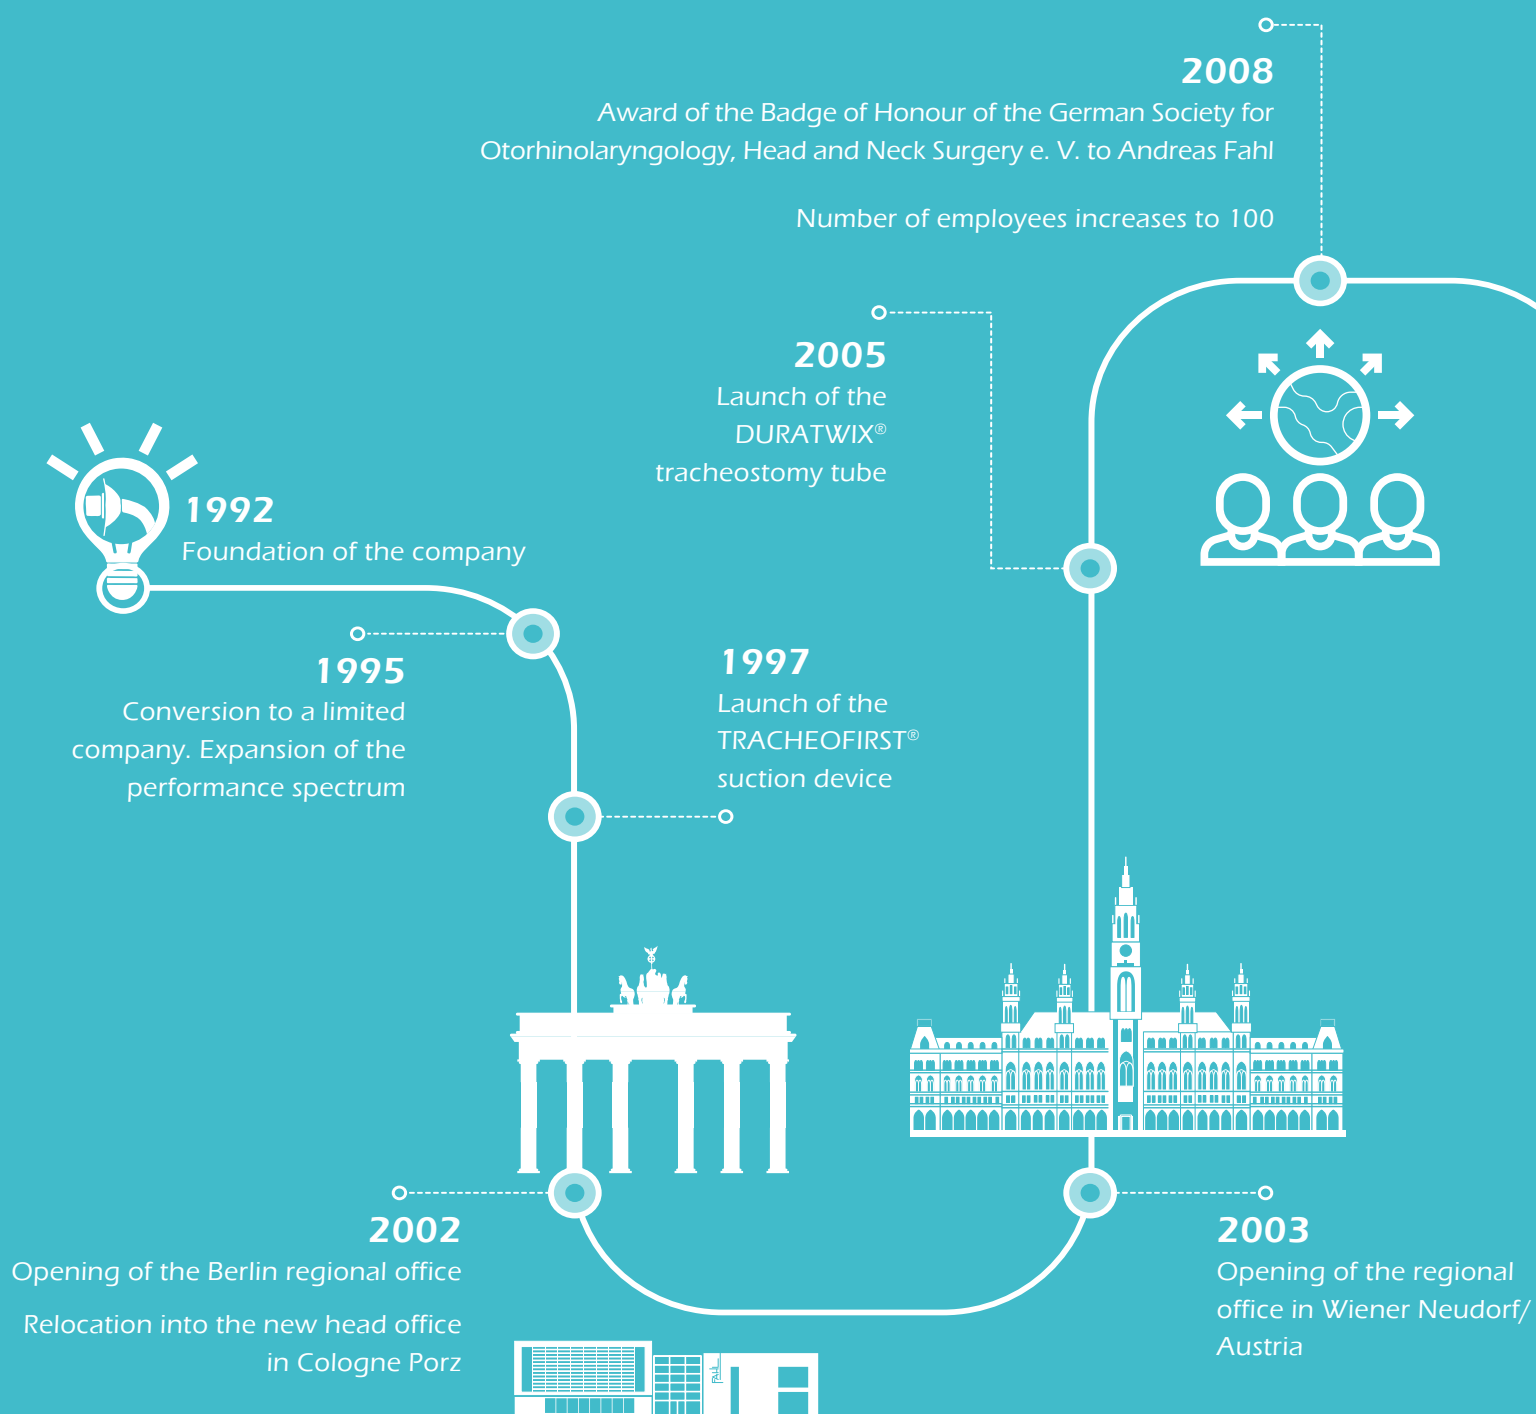 1992
Foundation of the company
1995
Conversion to a limited
company. Expansion of the
performance spectrum
1997
Launch of the
TRACHEOFIRST®
suction device
2002
Opening of the Berlin regional office
Relocation into the new head office
in Cologne Porz
FAHL
2003
Opening of the regional
office in Wiener Neudorf/
Austria
2005
Launch of the
DURATWIX®
tracheostomy tube
2008
Award of the Badge of Honour of the German Society for
Otorhinolaryngology, Head and Neck Surgery e. V. to Andreas Fahl
Number of employees increases to 100